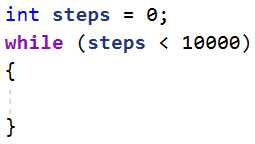 int steps = 0;
while (steps < 10000)
{
}